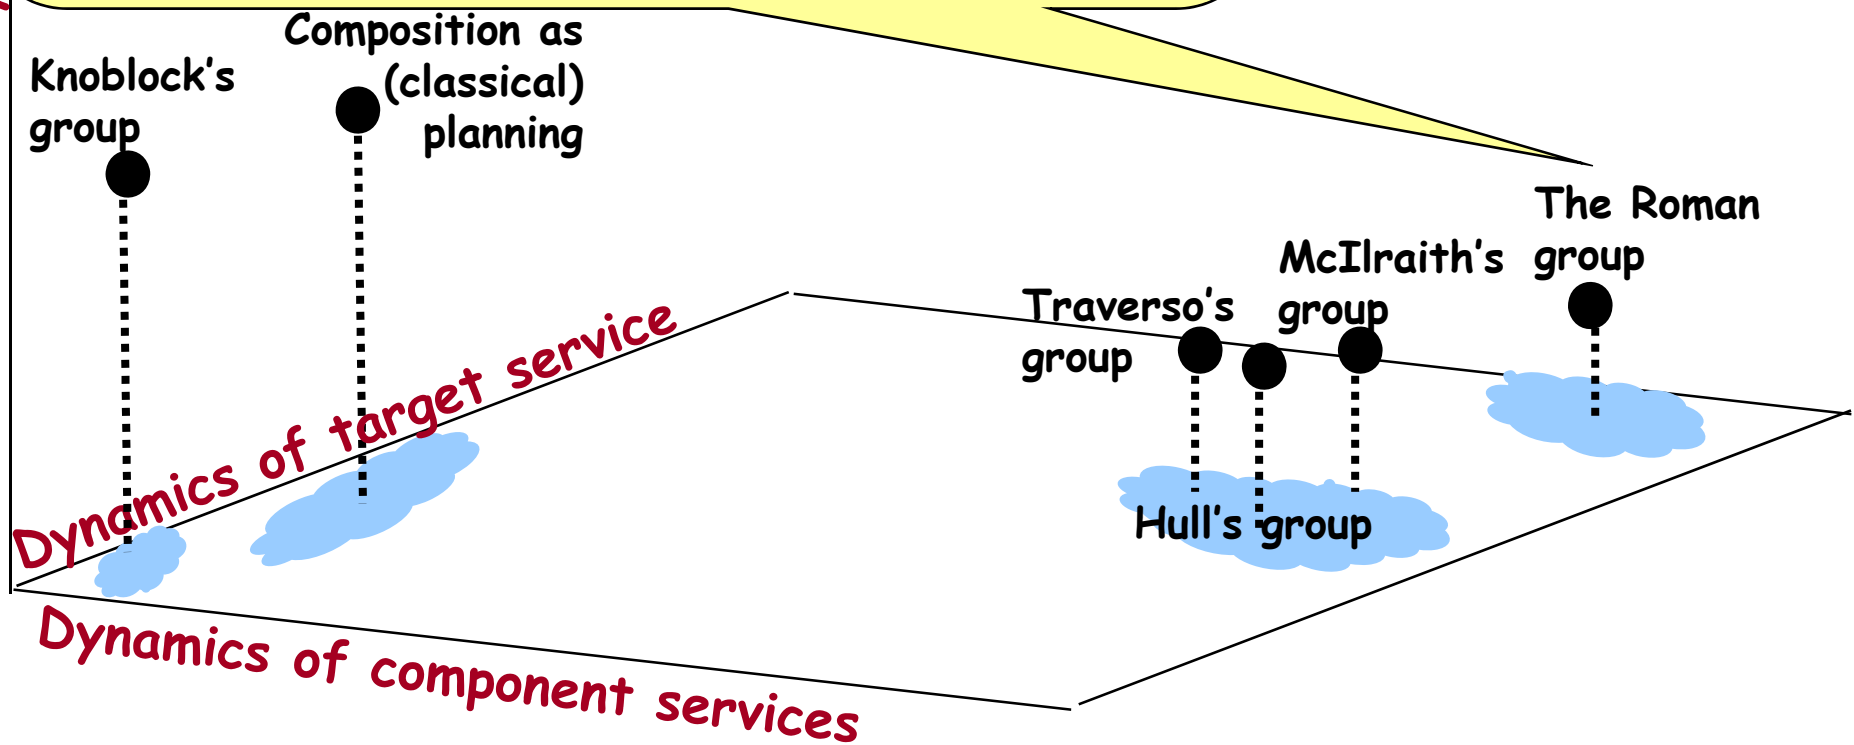 Composition as
(classical)
planning
Knoblock's
group
The Roman
group
McIlraith's
group
Traverso's
group
Hull's group
Dynamics of target service
Dynamics of component services